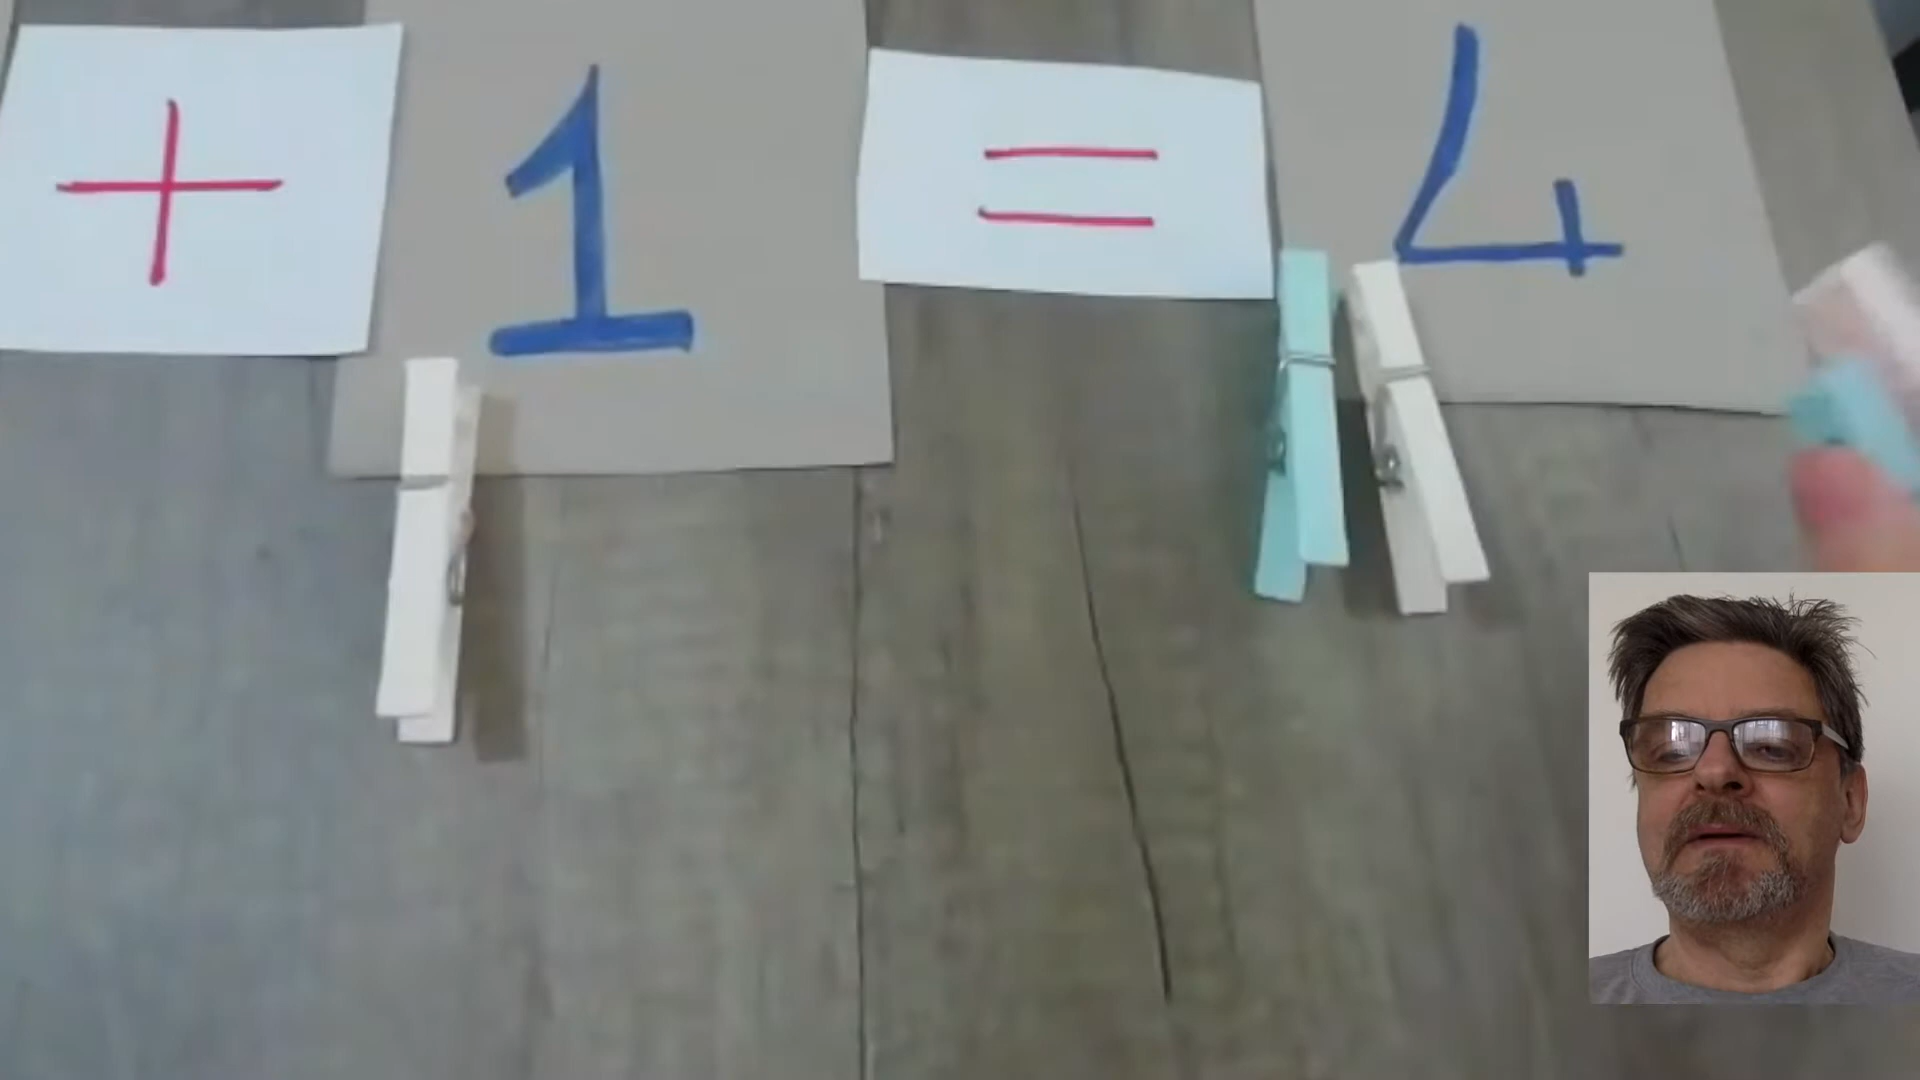 + 1 = 4